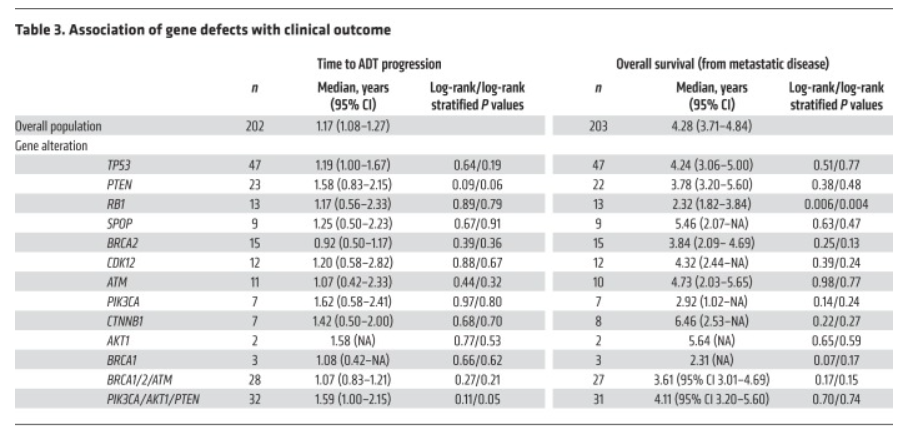 Table 3. Association of gene defects with clinical outcome
Time to ADT progression Overall survival (from metastatic disease)
n Median, years Log-rank/log-rank n Median, years Log-rank/log-rank
(95% CI) stratified P values (95% CI) stratified P values
Overall population 202 1.17 (1.08–1.27) 203 4.28 (3.71–4.84)
Gene alteration
TP53 47 1.19 (1.00–1.67) 0.64/0.19 47 4.24 (3.06–5.00) 0.51/0.77
PTEN 23 1.58 (0.83–2.15) 0.09/0.06 22 3.78 (3.20–5.60) 0.38/0.48
RB1 13 1.17 (0.56–2.33) 0.89/0.79 13 2.32 (1.82–3.84) 0.006/0.004
SPOP 9 1.25 (0.50–2.23) 0.67/0.91 9 5.46 (2.07–NA) 0.63/0.47
BRCA2 15 0.92 (0.50–1.17) 0.39/0.36 15 3.84 (2.09– 4.69) 0.25/0.13
CDK12 12 1.20 (0.58–2.82) 0.88/0.67 12 4.32 (2.44–NA) 0.39/0.24
ATM 11 1.07 (0.42–2.33) 0.44/0.32 10 4.73 (2.03–5.65) 0.98/0.77
PIK3CA 7 1.62 (0.58–2.41) 0.97/0.80 7 2.92 (1.02–NA) 0.14/0.24
CTNNB1 7 1.42 (0.50–2.00) 0.68/0.70 8 6.46 (2.53–NA) 0.22/0.27
AKT1 2 1.58 (NA) 0.77/0.53 2 5.64 (NA) 0.65/0.59
BRCA1 3 1.08 (0.42–NA) 0.66/0.62 3 2.31 (NA) 0.07/0.17
BRCA1/2/ATM 28 1.07 (0.83–1.21) 0.27/0.21 27 3.61 (95% CI 3.01–4.69) 0.17/0.15
PIK3CA/AKT1/PTEN 32 1.59 (1.00–2.15) 0.11/0.05 31 4.11 (95% CI 3.20–5.60) 0.70/0.74